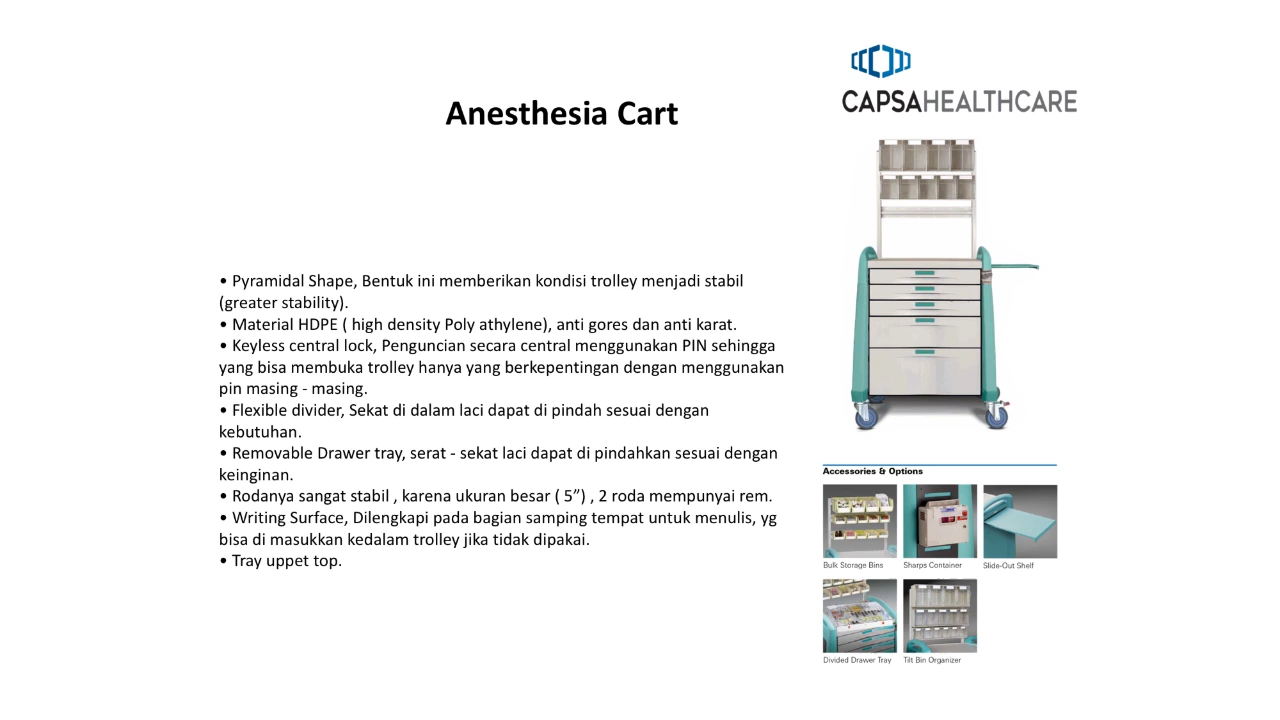 CAPSAHEALTHCARE
Anesthesia Cart
• Pyramidal Shape, Bentuk ini memberikan kondisi trolley menjadi stabil
(greater stability).
• Material HDPE ( high density Poly athylene), anti gores dan anti karat.
• Keyless central lock, Penguncian secara central menggunakan PIN sehingga
yang bisa membuka trolley hanya yang berkepentingan dengan menggunakan
pin masing - masing.
• Flexible divider, Sekat di dalam laci dapat di pindah sesuai dengan
kebutuhan.
• Removable Drawer tray, serat - sekat laci dapat di pindahkan sesuai dengan
keinginan.
• Rodanya sangat stabil , karena ukuran besar ( 5”) , 2 roda mempunyai rem.
• Writing Surface, Dilengkapi pada bagian samping tempat untuk menulis, yg
bisa di masukkan kedalam trolley jika tidak dipakai.
• Tray uppet top.
Accessories & Options
Bulk Storage Bins
Sharps Container
Slide-Out Shelf
Divided Drawer Tray
Tilt Bin Organizer